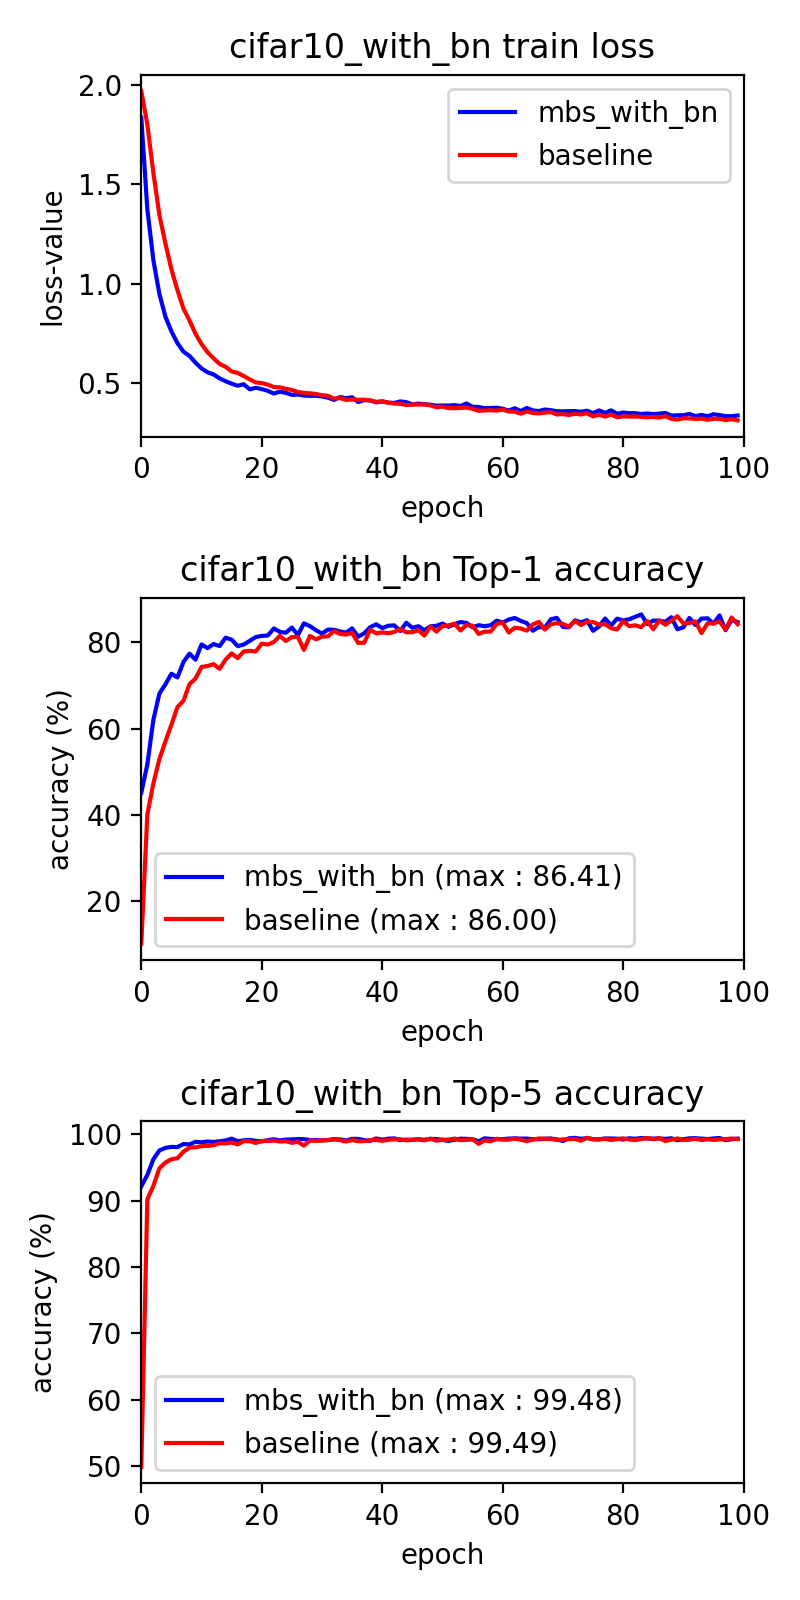 cifar10_with_bn train loss
mbs_with_bn
baseline
loss-value
2.0
1.5
1.0
0.5
0 20 40 60 80 100
epoch
cifar10_with_bn Top-1 accuracy
accuracy (%)
80
60
40
20
mbs_with_bn (max : 86.41)
baseline (max : 86.00)
0 20 40 60 80 100
epoch
cifar10_with_bn Top-5 accuracy
accuracy (%)
100
90
80
70
60
50
mbs_with_bn (max : 99.48)
baseline (max : 99.49)
0 20 40 60 80 100
epoch